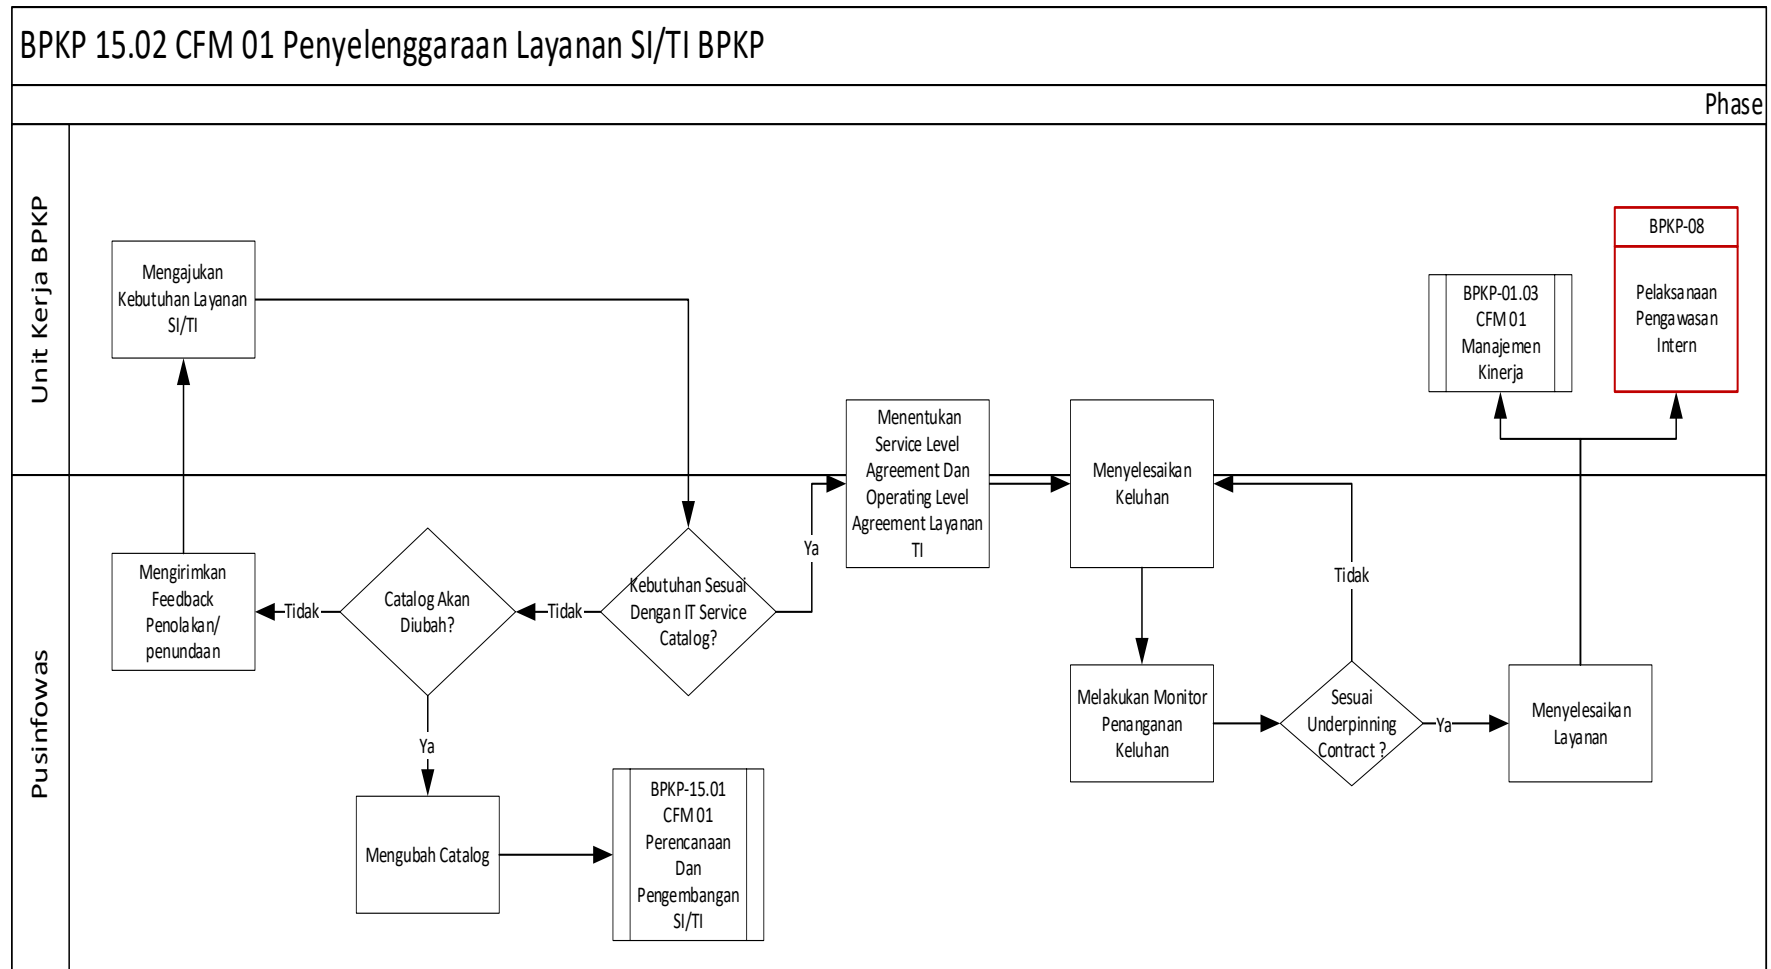 BPKP 15.02 CFM 01 Penyelenggaraan Layanan SI/TI BPKP
Phase
Unit Kerja BPKP
Mengajukan
Kebutuhan Layanan
SI/TI
BPKP-01.03
CFM 01
Manajemen
Kinerja
BPKP-08
Pelaksanaan
Pengawasan
Intern
Menentukan
Service Level
Agreement Dan
Operating Level
Agreement Layanan
TI
Menyelesaikan
Keluhan
Pusinfowas
Mengirimkan
Feedback
Penolakan/
penundaan
Tidak
Catalog Akan
Diubah?
Tidak
Kebutuhan Sesuai
Dengan IT Service
Catalog?
Ya
Tidak
Ya
Melakukan Monitor
Penanganan
Keluhan
Sesuai
Underpinning
Contract ?
Ya
Menyelesaikan
Layanan
Mengubah Catalog
BPKP-15.01
CFM 01
Perencanaan
Dan
Pengembangan
SI/TI